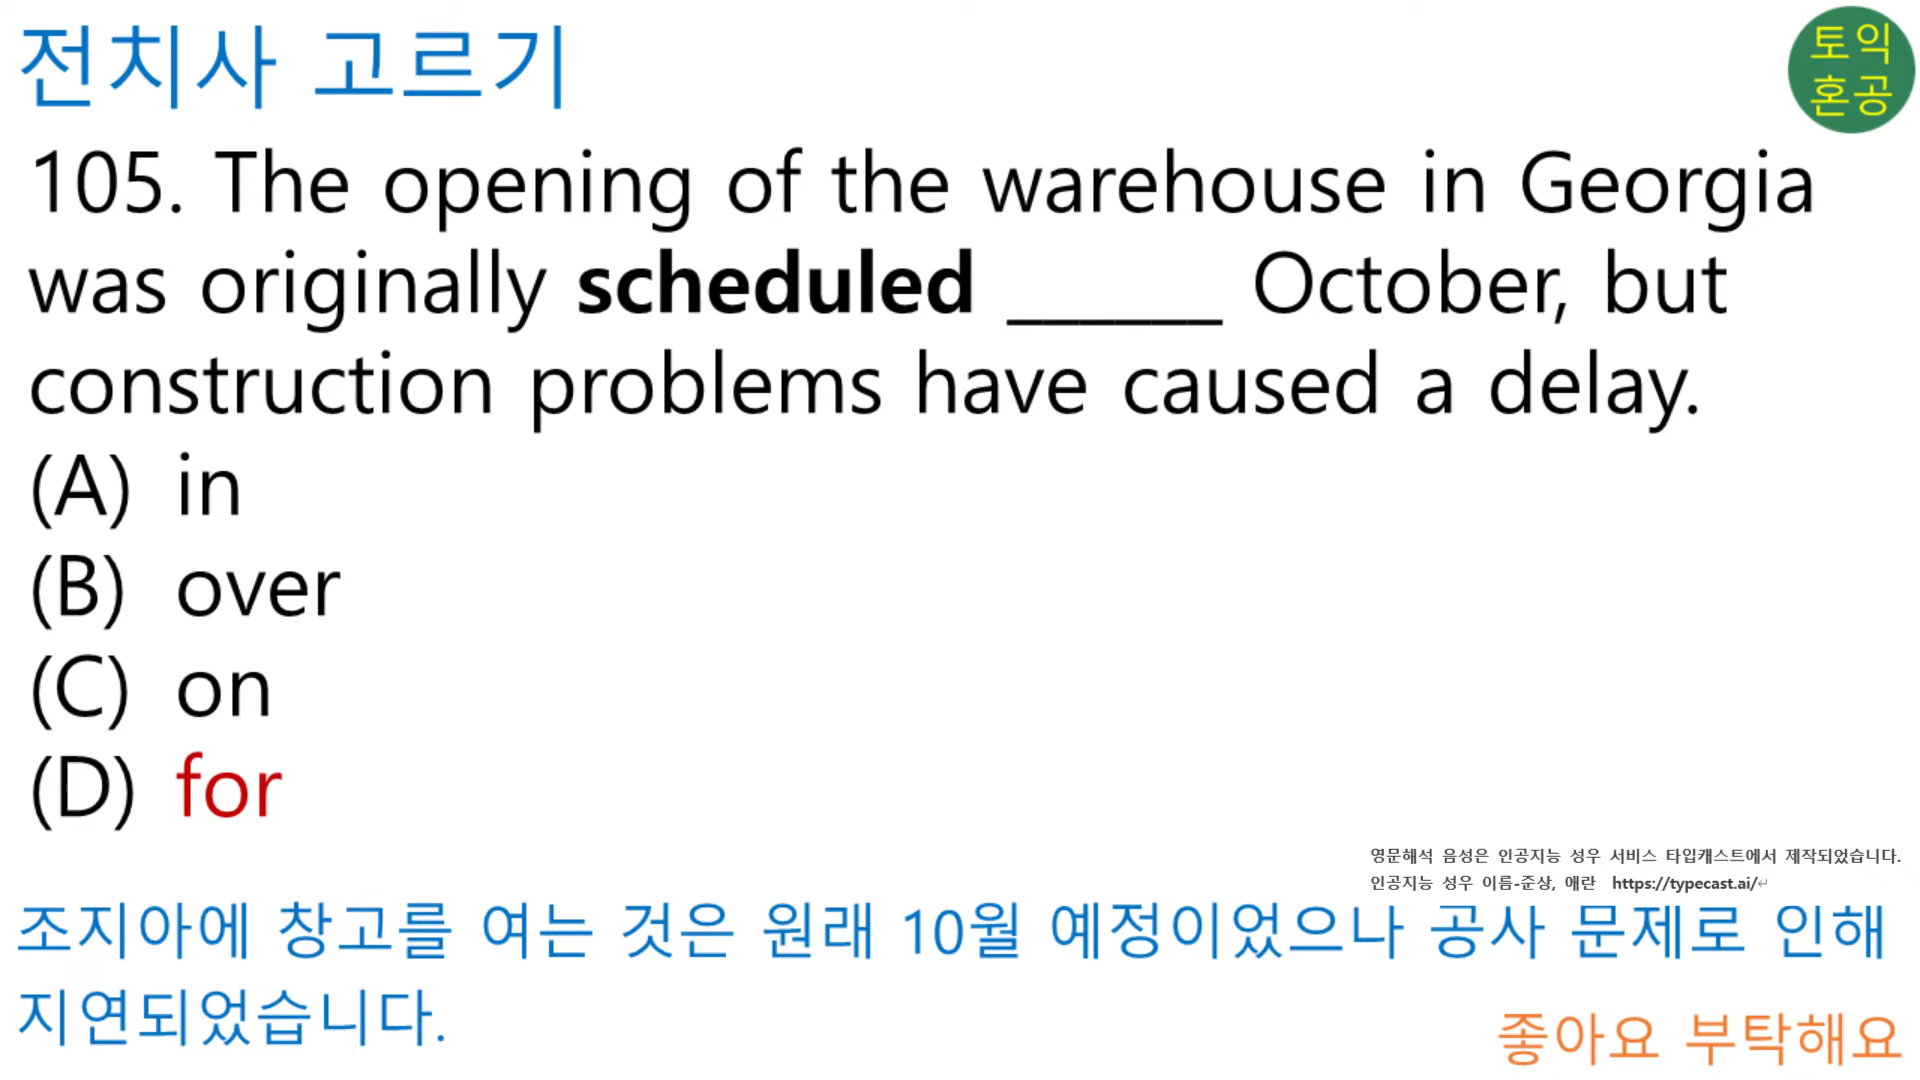 전치사 고르기
토익
혼공
105. The opening of the warehouse in Georgia
was originally scheduled ______ October, but
construction problems have caused a delay.
(A) in
(B) over
(C) on
(D) for
영문해석 음성은 인공지능 성우 서비스 타입캐스트에서 제작되었습니다.
인공지능 성우 이름-준상, 애란 https://typecast.ai/↵
조지아에 창고를 여는 것은 원래 10월 예정이었으나 공사 문제로 인해
지연되었습니다.
좋아요 부탁해요